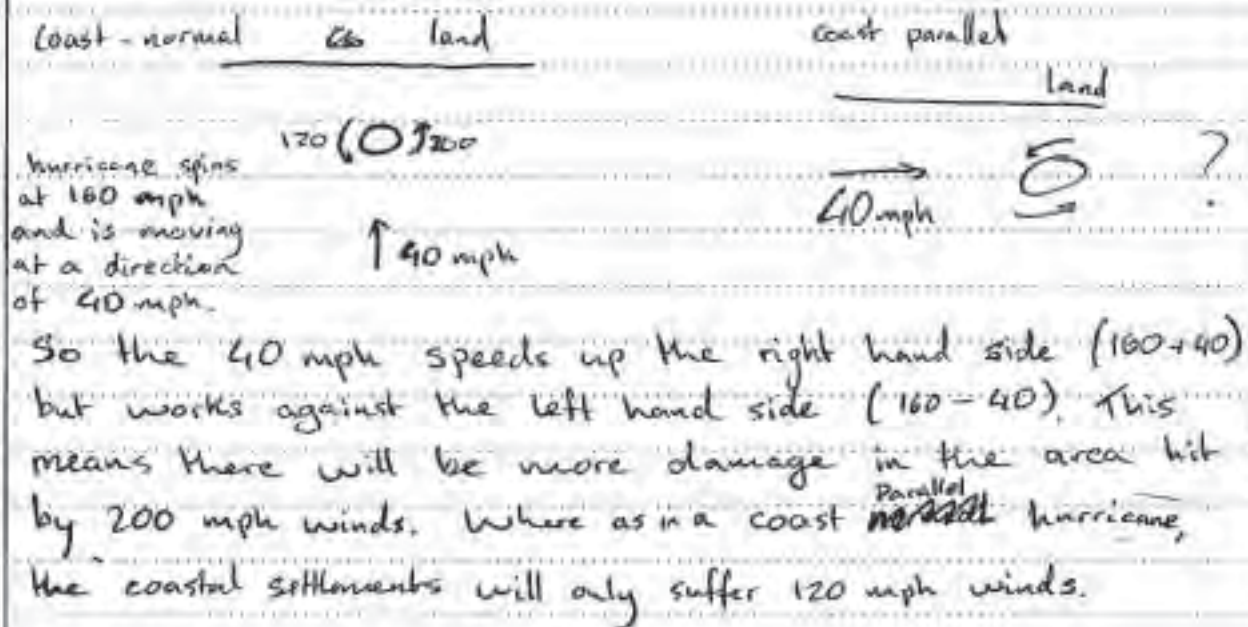 Coast-normal land coast parallel
land
120 200
hurricane spins
at 160 mph
and is moving
at a direction
of 40 mph.
40 mph
40 mph
?
So the 40 mph speeds up the right hand side (160+40)
but works against the left hand side (160-40). This
means there will be more damage in the area hit
by 200 mph winds. Where as in a coast Parallel hurricane,
the coastal settlements will only suffer 120 mph winds.